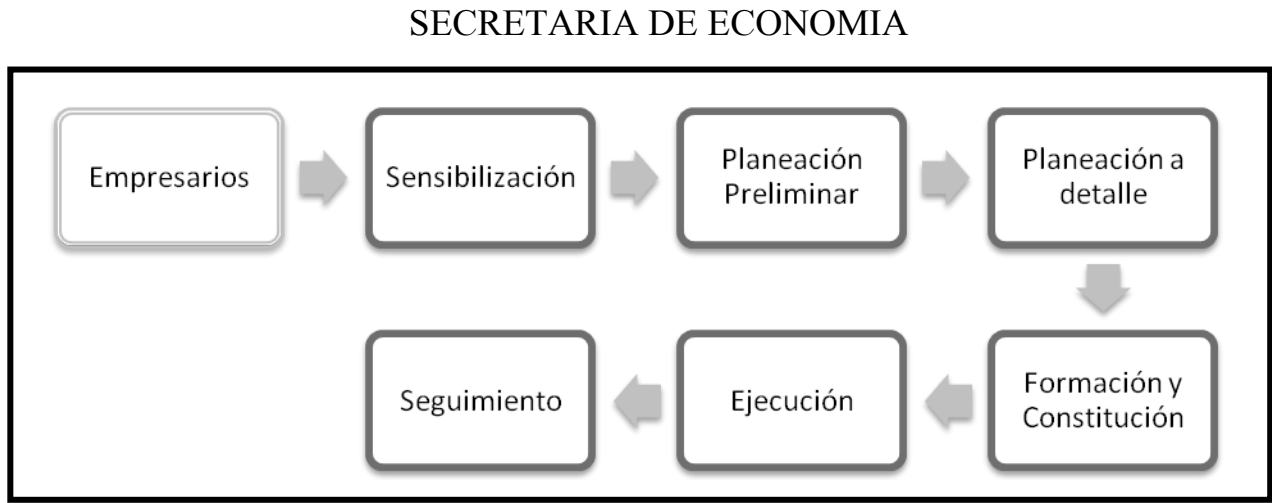 SECRETARIA DE ECONOMIA
Empresarios
Sensibilización
Planeación
Preliminar
Planeación a
detalle
Formación y
Constitución
Ejecución
Seguimiento